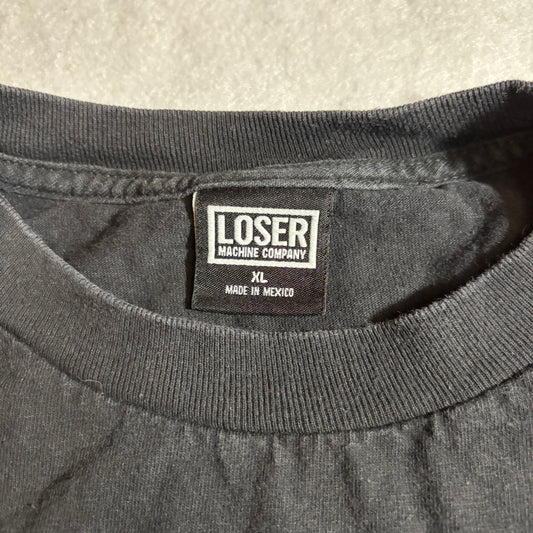 LOSER
MACHINE COMPANY
XL
MADE IN MEXICO